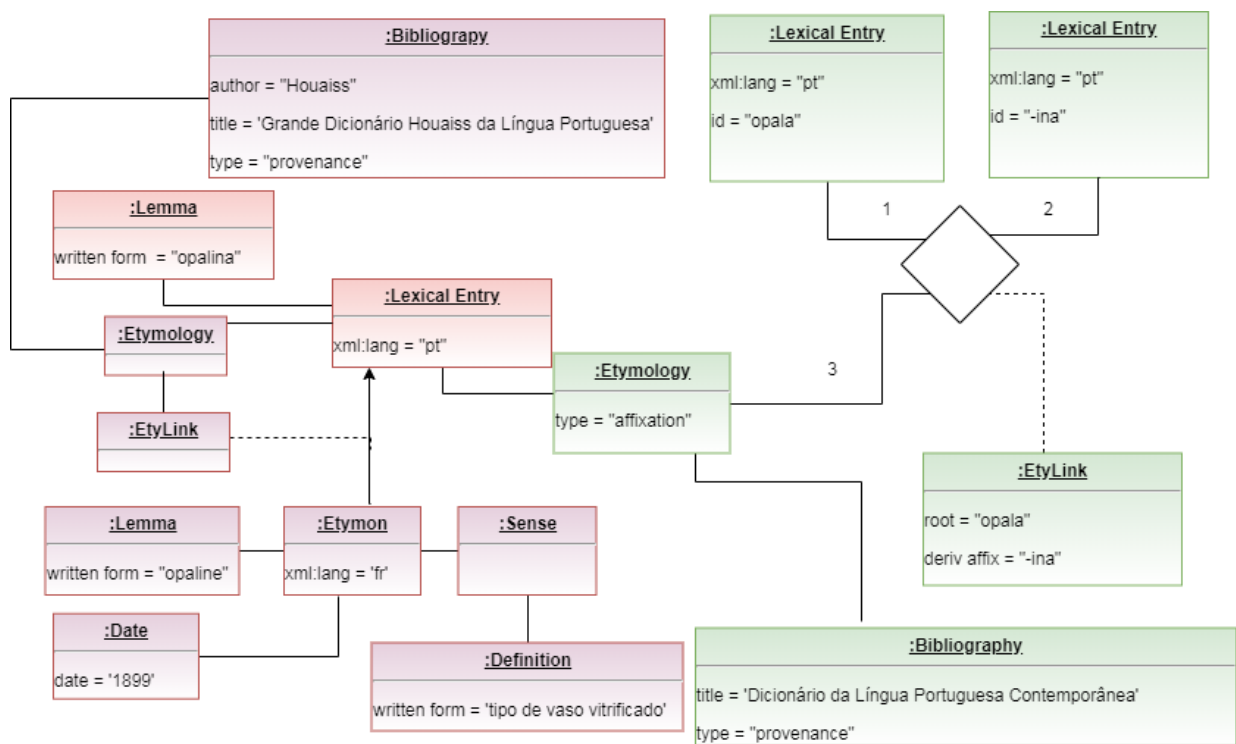 :Bibliograpy
author = "Houaiss"
title = 'Grande Dicionário Houaiss da Língua Portuguesa'
type = "provenance"
:Lexical Entry
xml:lang = "pt"
id = "opala"
:Lexical Entry
xml:lang = "pt"
id = "-ina"
1
2
3
:Lemma
written form = "opalina"
:Lexical Entry
xml:lang = "pt"
:Etymology
:EtyLink
:Etymology
type = "affixation"
:EtyLink
root = "opala"
deriv affix = "-ina"
:Lemma
written form = "opaline"
:Etymon
xml:lang = 'fr'
:Sense
:Date
date = '1899'
:Definition
written form = 'tipo de vaso vitrificado'
:Bibliography
title = 'Dicionário da Língua Portuguesa Contemporânea'
type = "provenance"